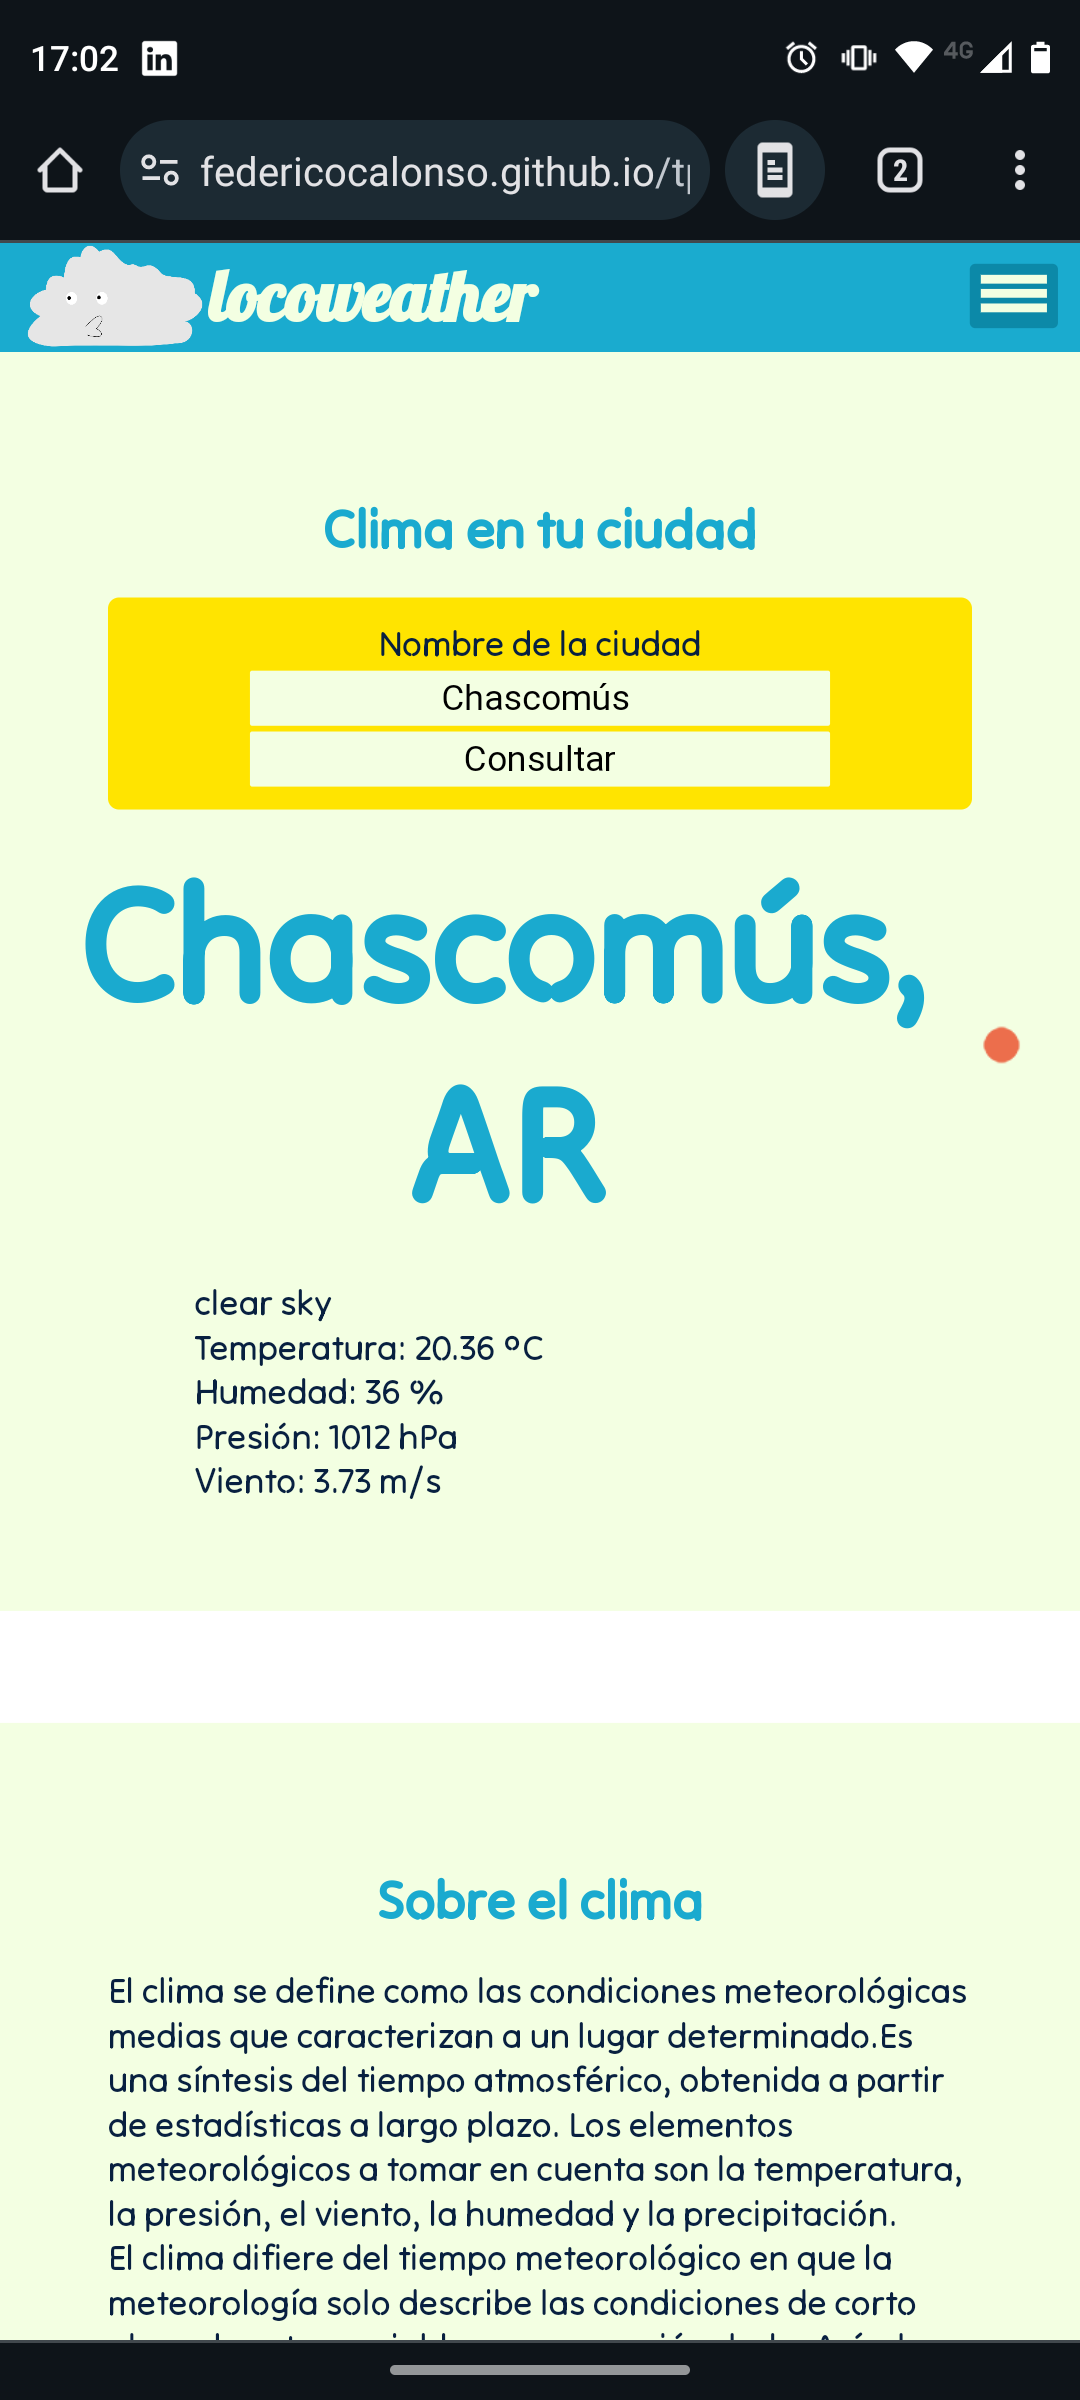 17:02
4G
federicocalonso.github.io/t
2
locoweather
Clima en tu ciudad
Nombre de la ciudad
Chascomús
Consultar
Chascomús,
AR
clear sky
Temperatura: 20.36 ºC
Humedad: 36 %
Presión: 1012 hPa
Viento: 3.73 m/s
Sobre el clima
El clima se define como las condiciones meteorológicas
medias que caracterizan a un lugar determinado.Es
una síntesis del tiempo atmosférico, obtenida a partir
de estadísticas a largo plazo. Los elementos
meteorológicos a tomar en cuenta son la temperatura,
la presión, el viento, la humedad y la precipitación.
El clima difiere del tiempo meteorológico en que la
meteorología solo describe las condiciones de corto